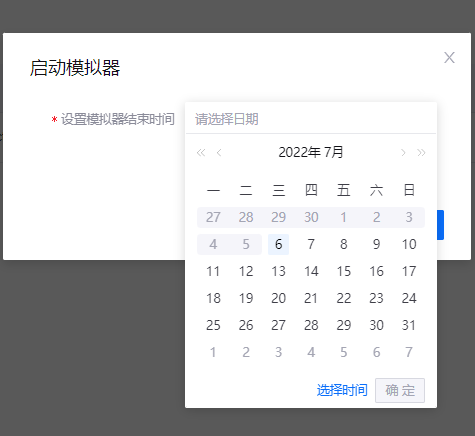 启动模拟器
* 设置模拟器结束时间 请选择日期
2022年 7月
一 二 三 四 五 六 日
27 28 29 30 1 2 3
4 5 6 7 8 9 10
11 12 13 14 15 16 17
18 19 20 21 22 23 24
25 26 27 28 29 30 31
1 2 3 4 5 6 7
选择时间 确 定